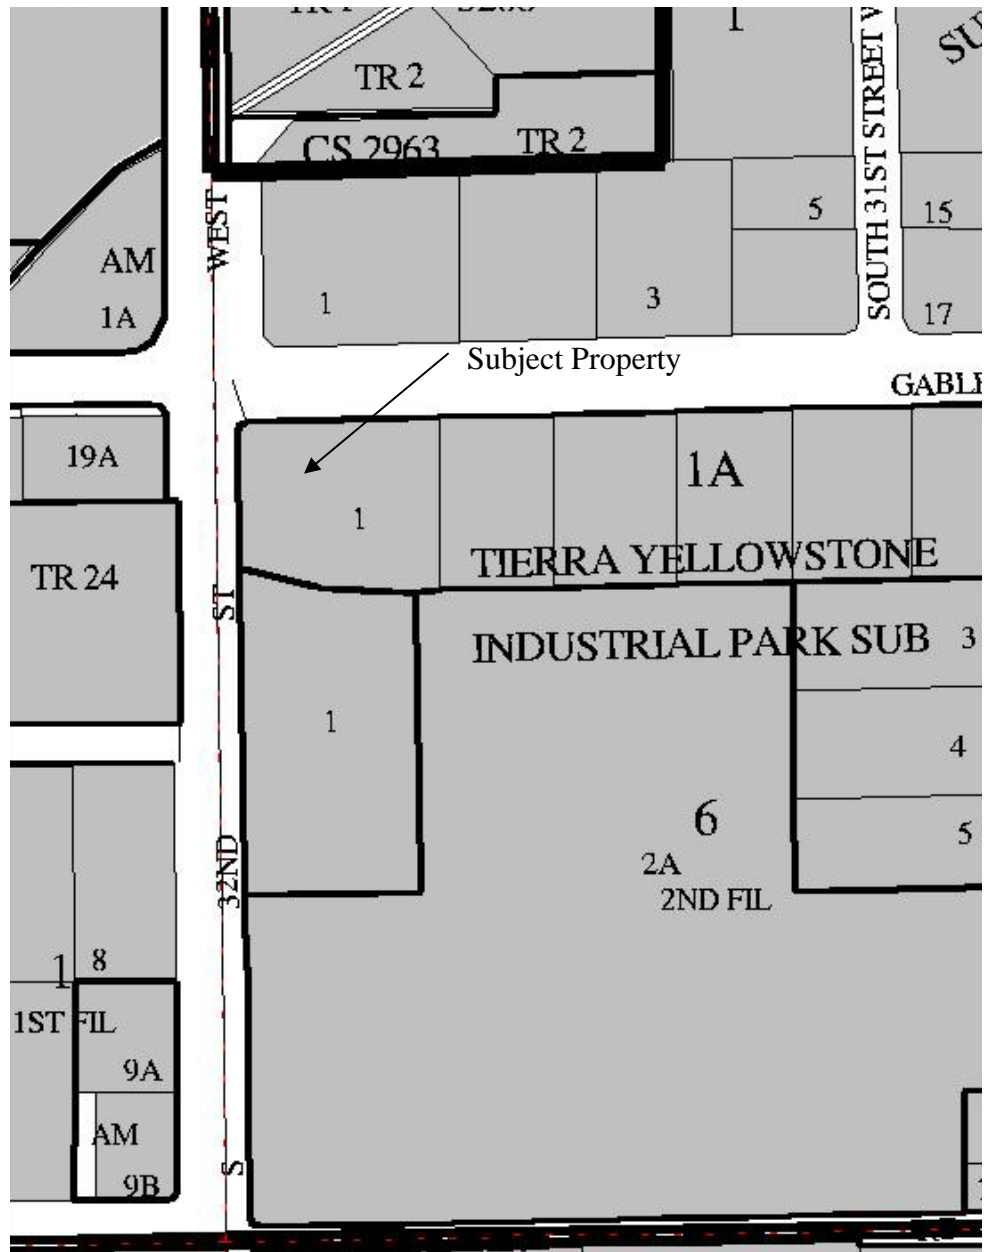 TR 2
CS 2963
TR 2
1
SOUTH 31ST STREET W
5
15
WEST
AM
1A
1
3
17
Subject Property
GABLE
19A
1A
1
TIERRA YELLOWSTONE
TR 24
ST
INDUSTRIAL PARK SUB
3
1
4
6
5
2A
2ND FIL
32ND
1
8
1ST FIL
9A
AM
9B
S